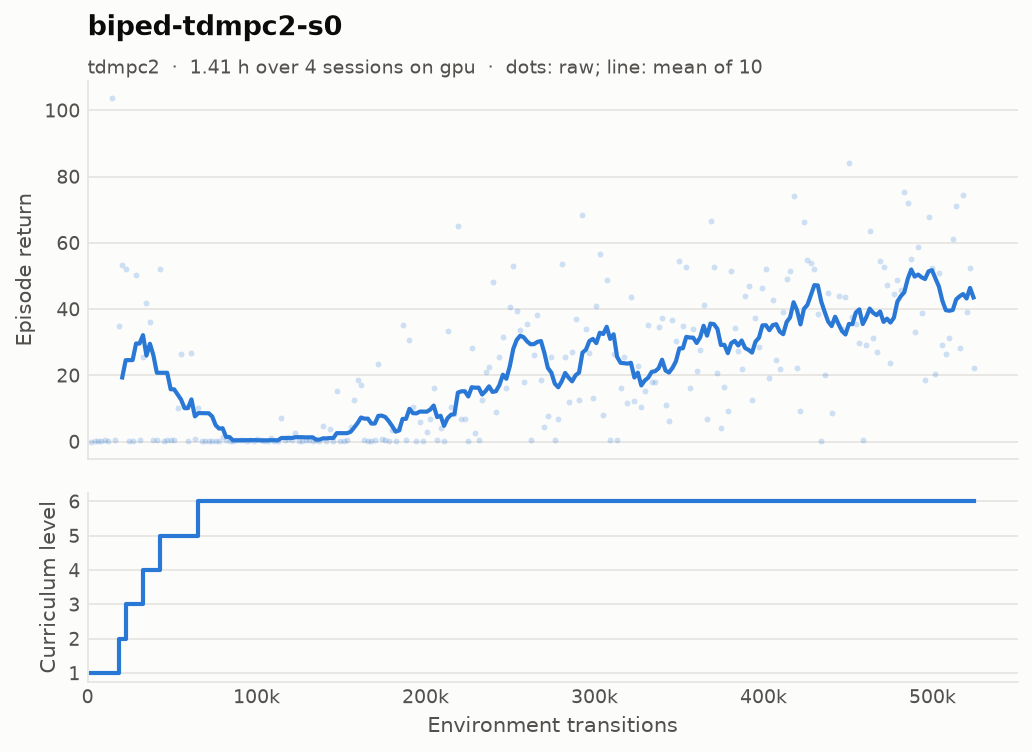 biped-tdmpc2-s0
tdmpc2 · 1.41 h over 4 sessions on gpu · dots: raw; line: mean of 10
Episode return
100
80
60
40
20
0
Curriculum level
6
5
4
3
2
1
0 100k 200k 300k 400k 500k
Environment transitions